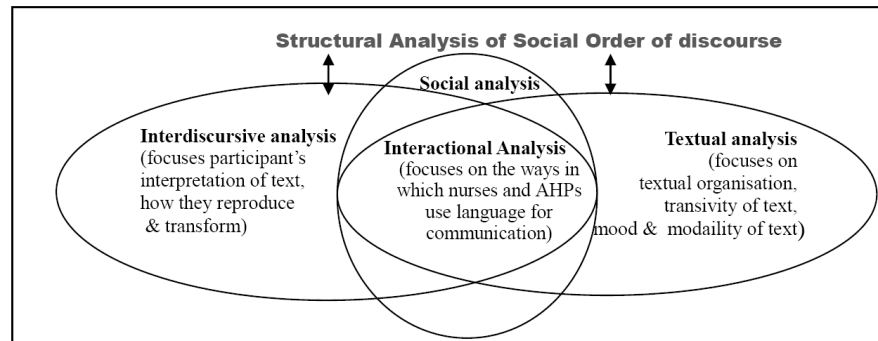 Structural Analysis of Social Order of discourse
Social analysis
Interdiscursive analysis
(focuses participant's
interpretation of text,
how they reproduce
& transform)
Interactional Analysis
(focuses on the ways in
which nurses and AHPs
use language for
communication)
Textual analysis
(focuses on
textual organisation,
transivity of text,
mood & modaility of text)